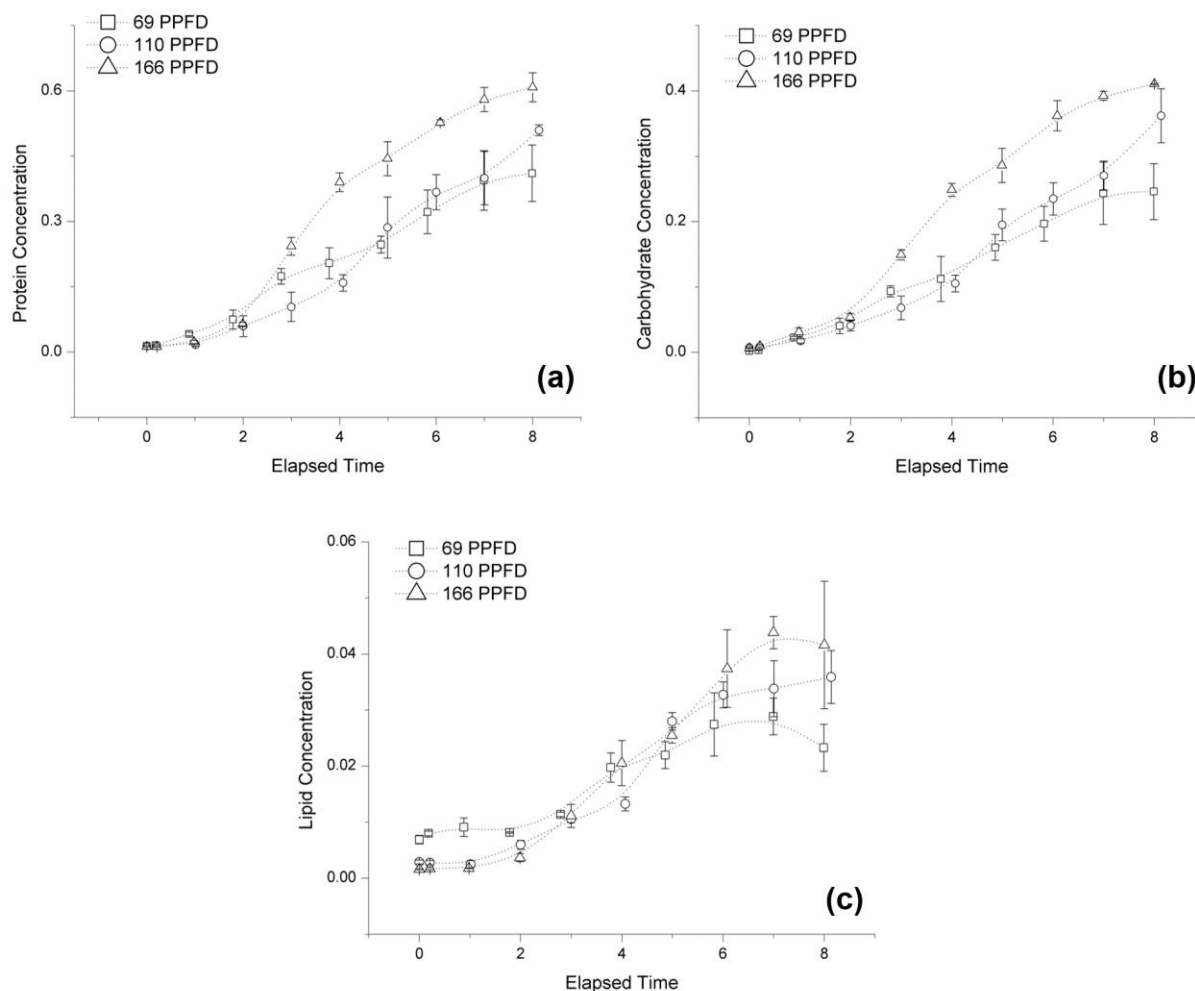 69 PPFD
110 PPFD
166 PPFD
0.6
0.3
0.0
Protein Concentration
0 2 4 6 8
Elapsed Time
(a)
69 PPFD
110 PPFD
166 PPFD
0.4
0.2
0.0
Carbohydrate Concentration
0 2 4 6 8
Elapsed Time
(b)
69 PPFD
110 PPFD
166 PPFD
0.06
0.04
0.02
0.00
Lipid Concentration
0 2 4 6 8
Elapsed Time
(c)